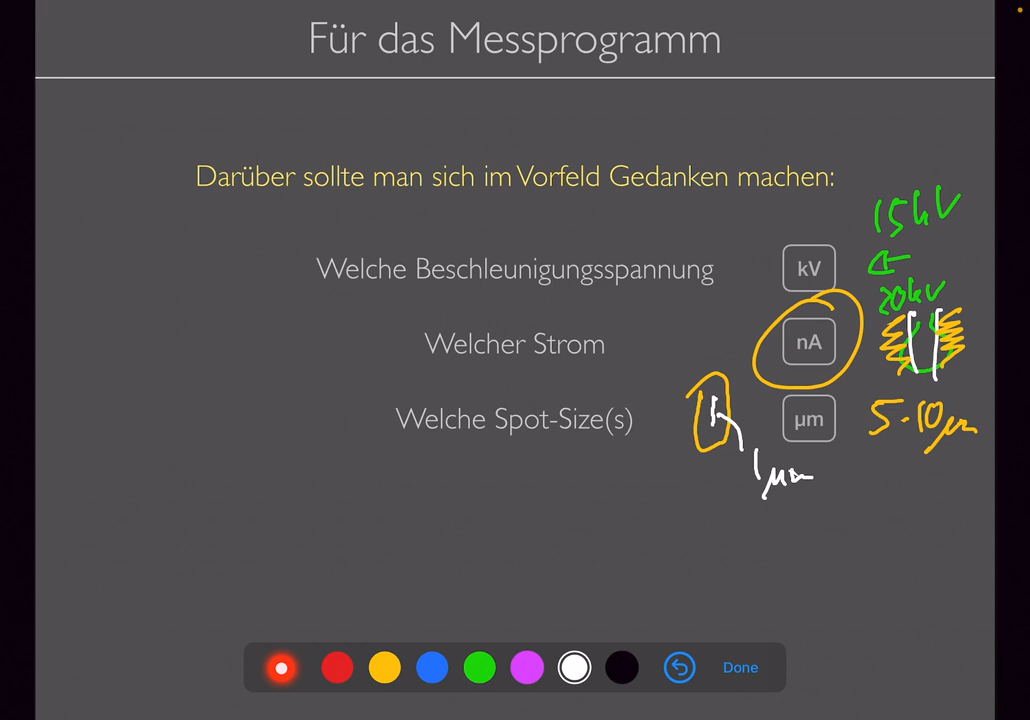 Für das Messprogramm
Darüber sollte man sich im Vorfeld Gedanken machen:
15kV
Welche Beschleunigungsspannung kV
20kV
Welcher Strom nA
Welche Spot-Size(s) µm 5-10µm
1µm
Done